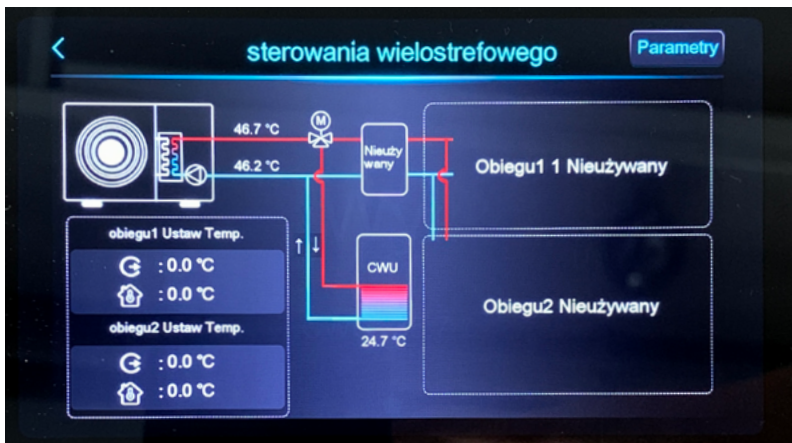 sterowania wielostrefowego
Parametry
46.7 °C
M
46.2 °C
Nieuży
wany
Obiegu1 1 Nieużywany
obiegu1 Ustaw Temp.
: 0.0 °C
: 0.0 °C
obiegu2 Ustaw Temp.
: 0.0 °C
: 0.0 °C
CWU
24.7 °C
Obiegu2 Nieużywany